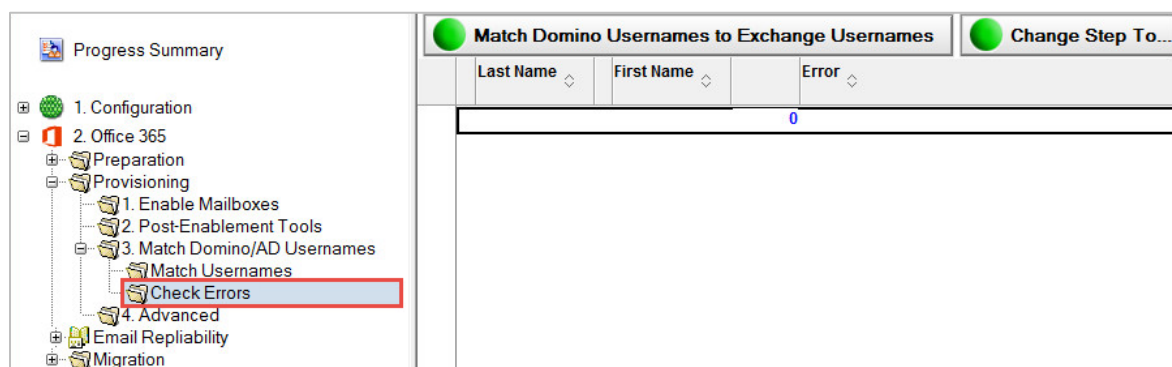 Progress Summary
1. Configuration
2. Office 365
Preparation
Provisioning
1. Enable Mailboxes
2. Post-Enablement Tools
3. Match Domino/AD Usernames
Match Usernames
Check Errors
4. Advanced
Email Repliability
Migration
Match Domino Usernames to Exchange Usernames Change Step To...
Last Name First Name Error
0